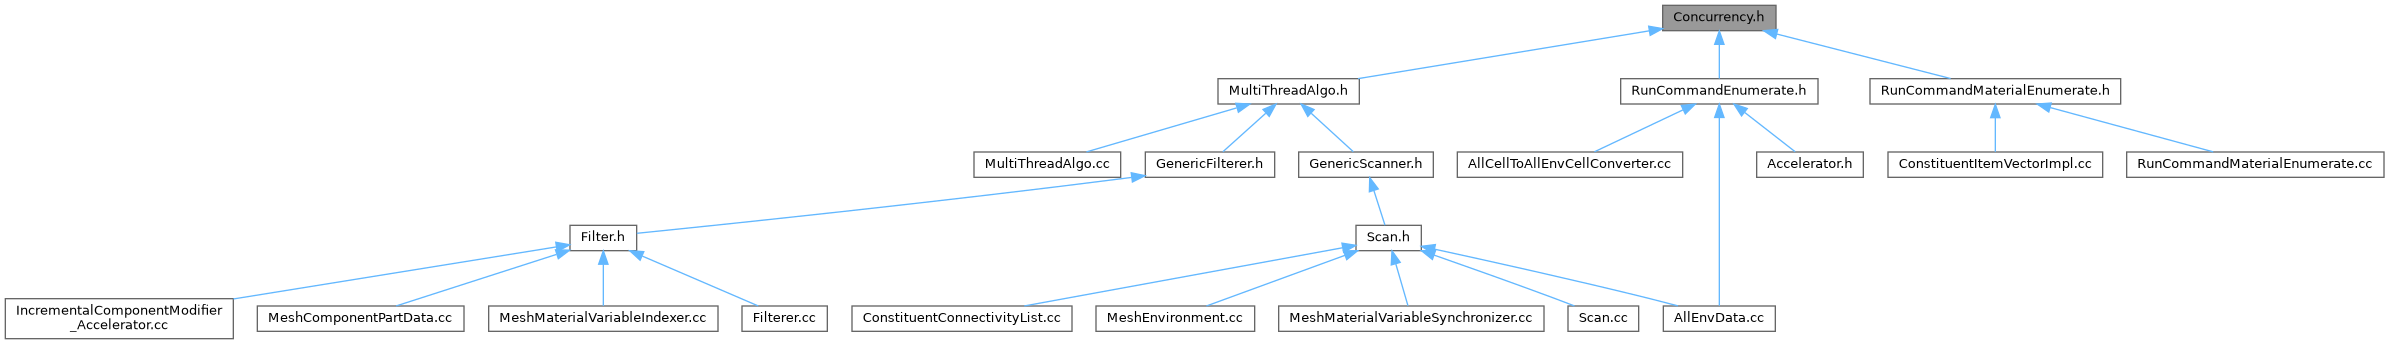 Concurrency.h
MultiThreadAlgo.h
RunCommandEnumerate.h
RunCommandMaterialEnumerate.h
MultiThreadAlgo.cc
GenericFilterer.h
GenericScanner.h
AllCellToAllEnvCellConverter.cc
Accelerator.h
ConstituentItemVectorImpl.cc
RunCommandMaterialEnumerate.cc
Filter.h
Scan.h
IncrementalComponentModifier
_Accelerator.cc
MeshComponentPartData.cc
MeshMaterialVariableIndexer.cc
Filterer.cc
ConstituentConnectivityList.cc
MeshEnvironment.cc
MeshMaterialVariableSynchronizer.cc
Scan.cc
AllEnvData.cc